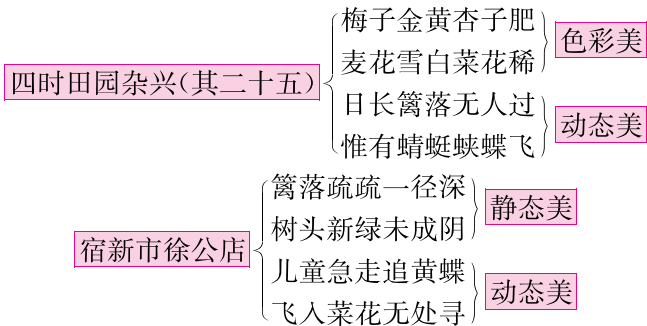 四时田园杂兴(其二十五)
梅子金黄杏子肥
麦花雪白菜花稀
色彩美
日长篱落无人过
惟有蜻蜓蛱蝶飞
动态美
宿新市徐公店
篱落疏疏一径深
树头新绿未成阴
静态美
儿童急走追黄蝶
飞入菜花无处寻
动态美